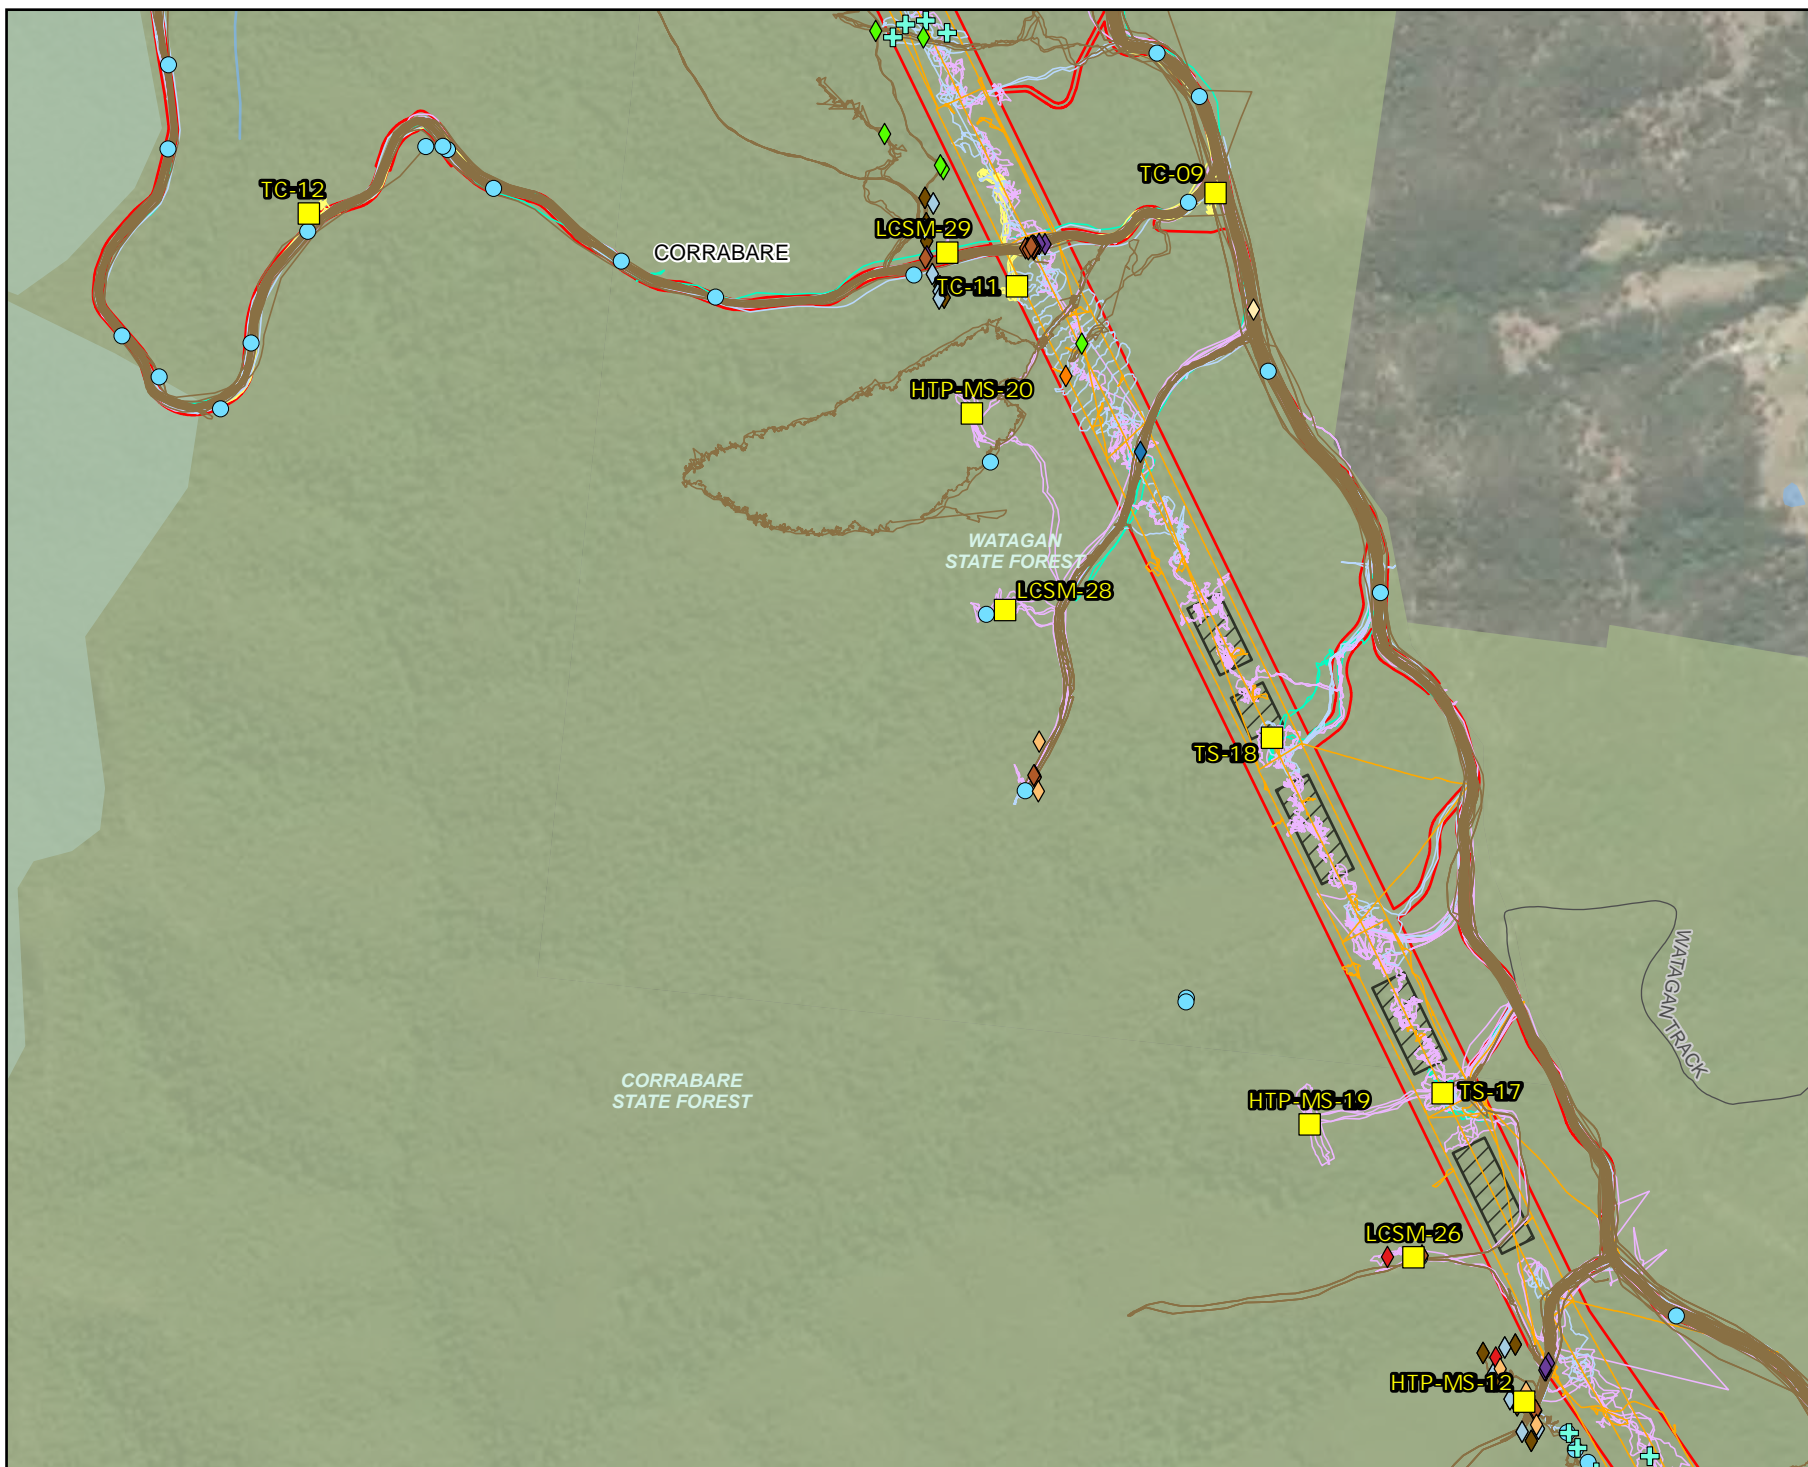 TC-12
TC-09
LCSM-29
CORRABARE
TC-11
HTP-MS-20
WATAGAN
STATE FOREST
LCSM-28
TS-18
WATAGAN TRACK
CORRABARE
STATE FOREST
HTP-MS-19
TS-17
LCSM-26
HTP-MS-12